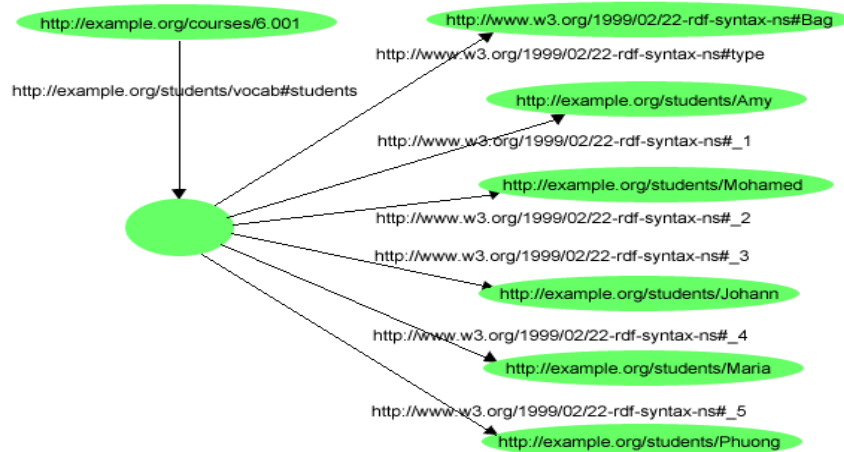 http://example.org/courses/6.001
http://www.w3.org/1999/02/22-rdf-syntax-ns#Bag
http://www.w3.org/1999/02/22-rdf-syntax-ns#type
http://example.org/students/vocab#students
http://example.org/students/Amy
http://www.w3.org/1999/02/22-rdf-syntax-ns#_1
http://example.org/students/Mohamed
http://www.w3.org/1999/02/22-rdf-syntax-ns#_2
http://www.w3.org/1999/02/22-rdf-syntax-ns#_3
http://example.org/students/Johann
http://www.w3.org/1999/02/22-rdf-syntax-ns#_4
http://example.org/students/Maria
http://www.w3.org/1999/02/22-rdf-syntax-ns#_5
http://example.org/students/Phuong